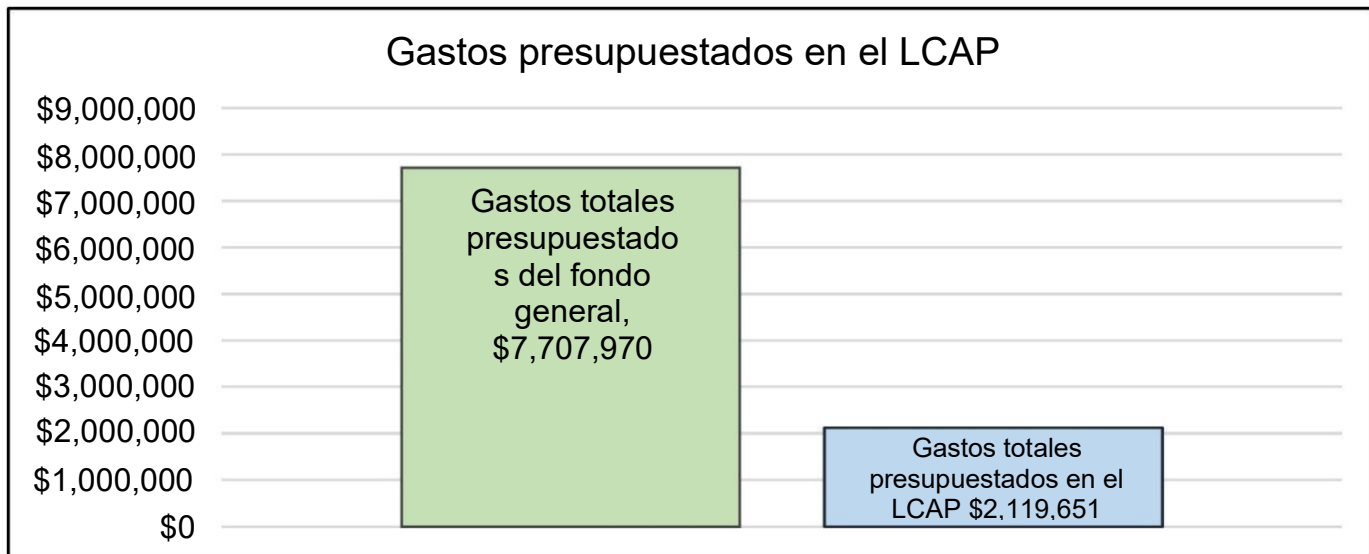 Gastos presupuestados en el LCAP
$9,000,000
$8,000,000
$7,000,000
$6,000,000
$5,000,000
$4,000,000
$3,000,000
$2,000,000
$1,000,000
$0
Gastos totales
presupuestado
s del fondo
general,
$7,707,970
Gastos totales
presupuestados en el
LCAP $2,119,651